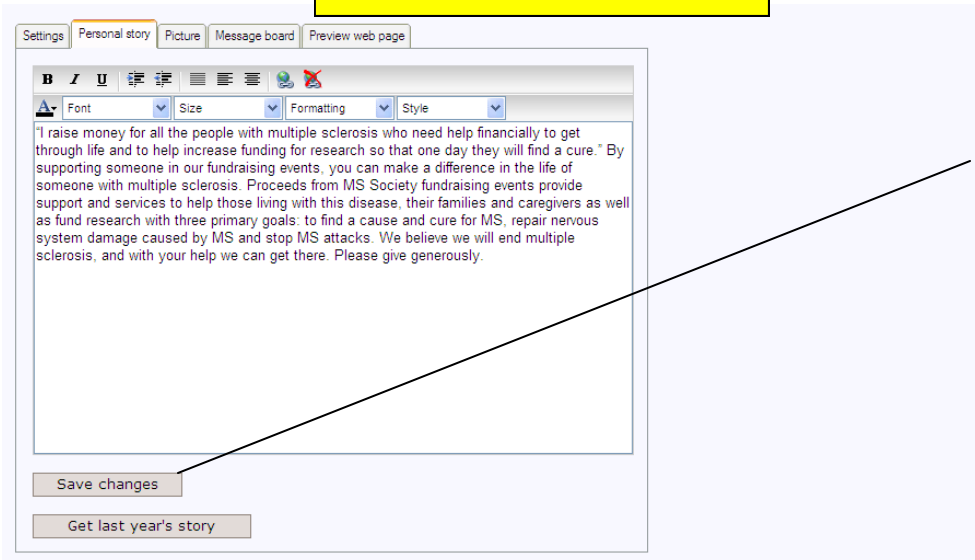 Settings Personal story Picture Message board Preview web page
B I U
A Font Size Formatting Style
"I raise money for all the people with multiple sclerosis who need help financially to get
through life and to help increase funding for research so that one day they will find a cure." By
supporting someone in our fundraising events, you can make a difference in the life of
someone with multiple sclerosis. Proceeds from MS Society fundraising events provide
support and services to help those living with this disease, their families and caregivers as well
as fund research with three primary goals: to find a cause and cure for MS, repair nervous
system damage caused by MS and stop MS attacks. We believe we will end multiple
sclerosis, and with your help we can get there. Please give generously.
Save changes
Get last year's story